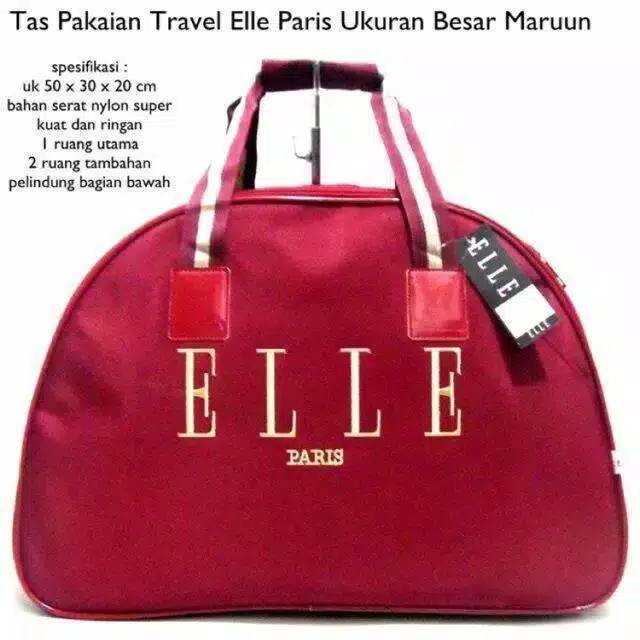 Tas Pakaian Travel Elle Paris Ukuran Besar Maruun
spesifikasi :
uk 50 x 30 x 20 cm
bahan serat nylon super
kuat dan ringan
1 ruang utama
2 ruang tambahan
pelindung bagian bawah
ELLE
ELLE
ELLE
PARIS